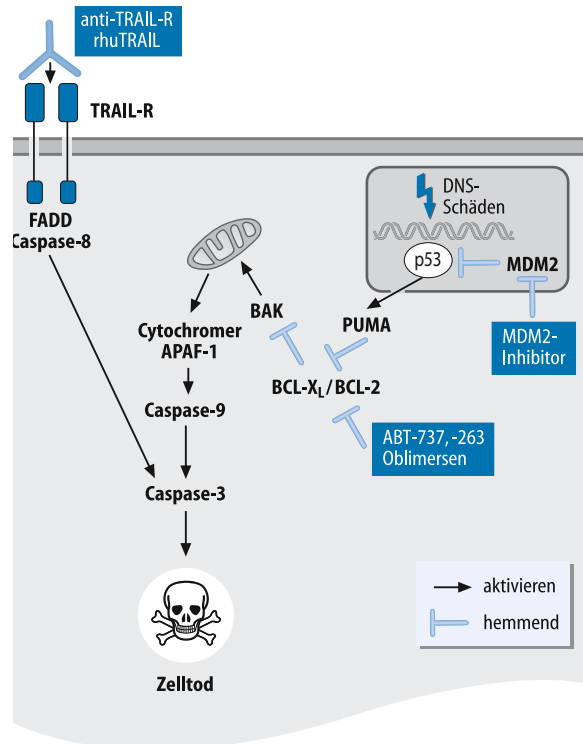 anti-TRAIL-R
rhuTRAIL
TRAIL-R
FADD
Caspase-8
DNS-
Schäden
p53
MDM2
MDM2-
Inhibitor
PUMA
BAK
BCL-XL/BCL-2
ABT-737,-263
Oblimersen
Cytochromer
APAF-1
Caspase-9
Caspase-3
Zelltod
aktivieren
hemmend